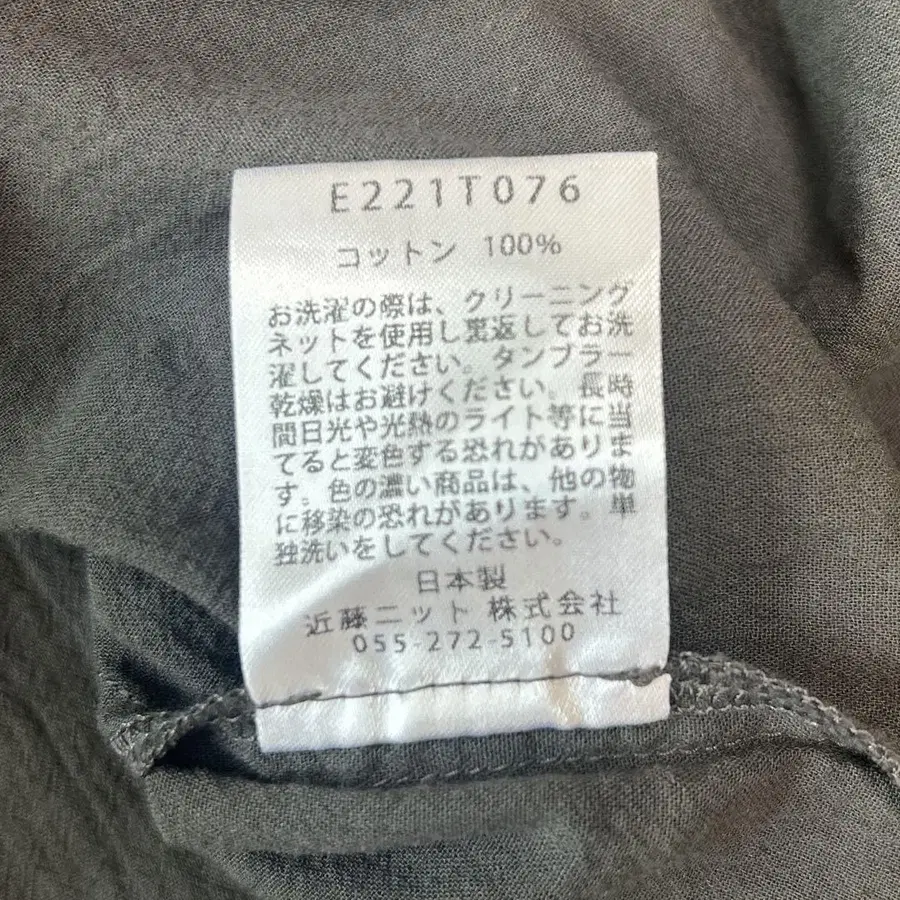 E221T076
コットン 100%
お洗濯の際は、クリーニング
ネットを使用し裏返してお洗
濯してください。タンブラー
乾燥はお避けください。長時
間日光や光熱のライト等に当
てると変色する恐れがありま
す。色の濃い商品は、他の物
に移染の恐れがあります。単
独洗いをしてください。
日本製
近藤ニット 株式会社
055-272-5100